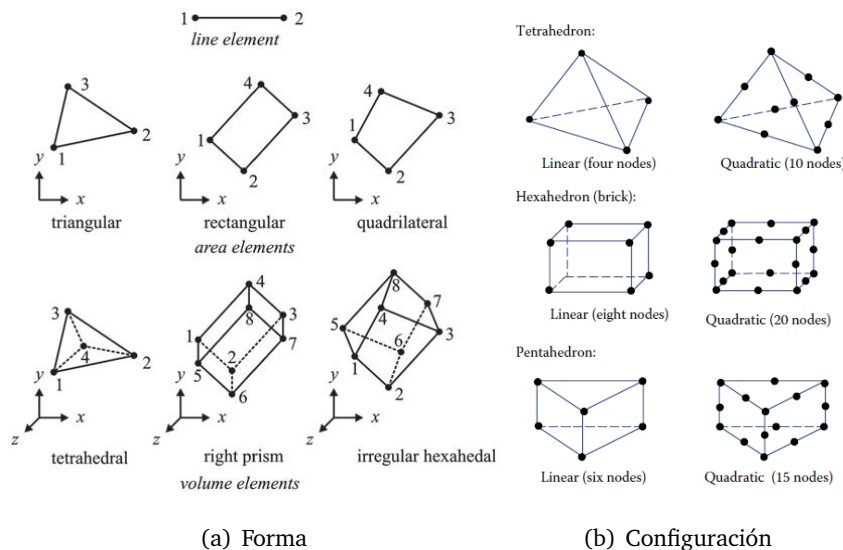 1 2
line element
3
1
2
y
x
triangular
4
3
1
2
y
x
rectangular
4
3
1
2
y
x
quadrilateral
area elements
3
4
2
1
y
x
z
tetrahedral
4
3
1
8
2
5
7
6
y
x
z
right prism
8
7
5
4
6
3
1
2
y
x
z
irregular hexahedal
volume elements
(a) Forma
Tetrahedron:
Linear (four nodes)
Quadratic (10 nodes)
Hexahedron (brick):
Linear (eight nodes)
Quadratic (20 nodes)
Pentahedron:
Linear (six nodes)
Quadratic (15 nodes)
(b) Configuración